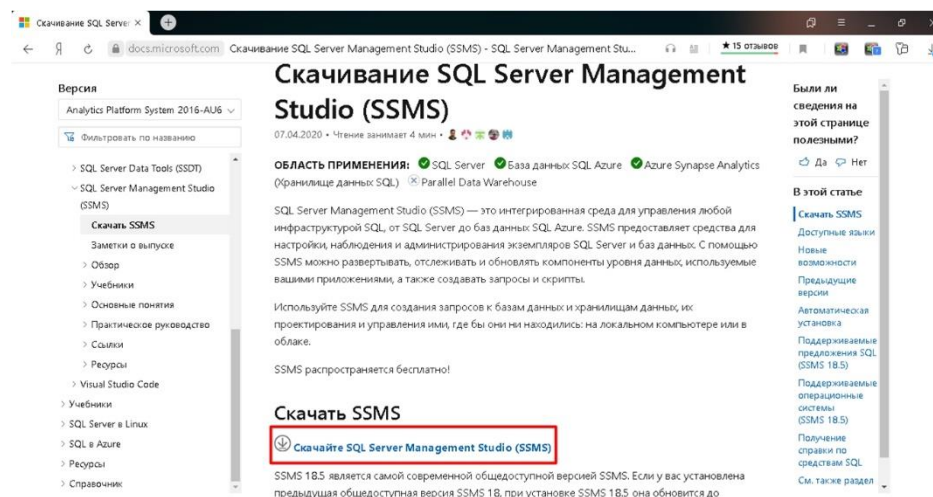 Скачивание SQL Server
docs.microsoft.com Скачивание SQL Server Management Studio (SSMS) - SQL Server Management Stu... ★ 15 отзывов
Версия
Analytics Platform System 2016-AU6
Фильтровать по названию
> SQL Server Data Tools (SSDT)
SQL Server Management Studio
(SSMS)
Скачать SSMS
Заметки о выпуске
> Обзор
> Учебники
> Основные понятия
> Практическое руководство
> Ссылки
> Ресурсы
> Visual Studio Code
> Учебники
> SQL Server в Linux
> SQL в Azure
> Ресурсы
> Справочник
Скачивание SQL Server Management
Studio (SSMS)
07.04.2020 • Чтение занимает 4 мин •
ОБЛАСТЬ ПРИМЕНЕНИЯ: SQL Server База данных SQL Azure Azure Synapse Analytics
(Хранилище данных SQL) Parallel Data Warehouse
SQL Server Management Studio (SSMS) — это интегрированная среда для управления любой
инфраструктурой SQL, от SQL Server до баз данных SQL Azure. SSMS предоставляет средства для
настройки, наблюдения и администрирования экземпляров SQL Server и баз данных. С помощью
SSMS можно развертывать, отслеживать и обновлять компоненты уровня данных, используемые
вашими приложениями, а также создавать запросы и скрипты.
Используйте SSMS для создания запросов к базам данных и хранилищам данных, их
проектирования и управления ими, где бы они ни находились: на локальном компьютере или в
облаке.
SSMS распространяется бесплатно!
Скачать SSMS
Скачайте SQL Server Management Studio (SSMS)
SSMS 18.5 является самой современной общедоступной версией SSMS. Если у вас установлена
предыдущая общедоступная версия SSMS 18, при установке SSMS 18.5 она обновится до
Были ли
сведения на
этой странице
полезными?
Да Нет
В этой статье
Скачать SSMS
Доступные языки
Новые
возможности
Предыдущие
версии
Автоматическая
установка
Поддерживаемые
предложения SQL
(SSMS 18.5)
Поддерживаемые
операционные
системы
(SSMS 18.5)
Получение
справки по
средствам SQL
См. также раздел